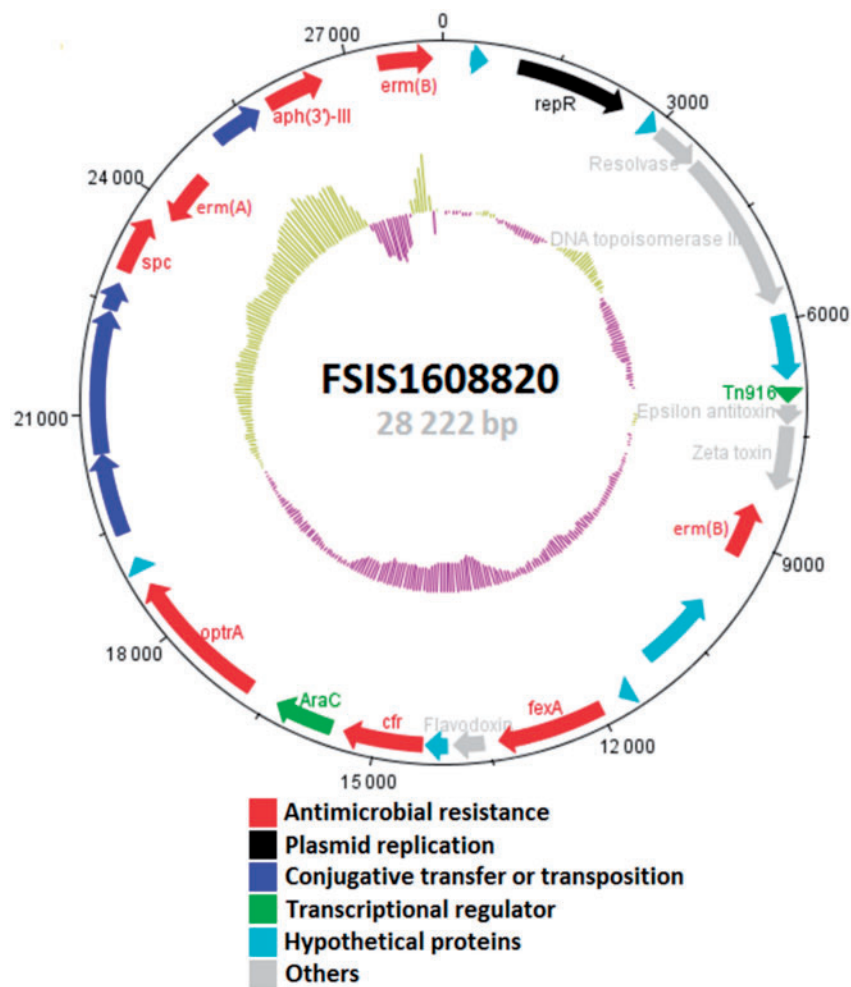 0
27 000
erm(B)
repR
3000
aph(3')-III
Resolvase
24 000
erm(A)
spc
DNA topoisomerase III
6000
FSIS1608820
28 222 bp
Tn916
Epsilon antitoxin
21 000
Zeta toxin
erm(B)
9000
optrA
18 000
AraC
cfr
Flavodoxin
fexA
12 000
15 000
Antimicrobial resistance
Plasmid replication
Conjugative transfer or transposition
Transcriptional regulator
Hypothetical proteins
Others